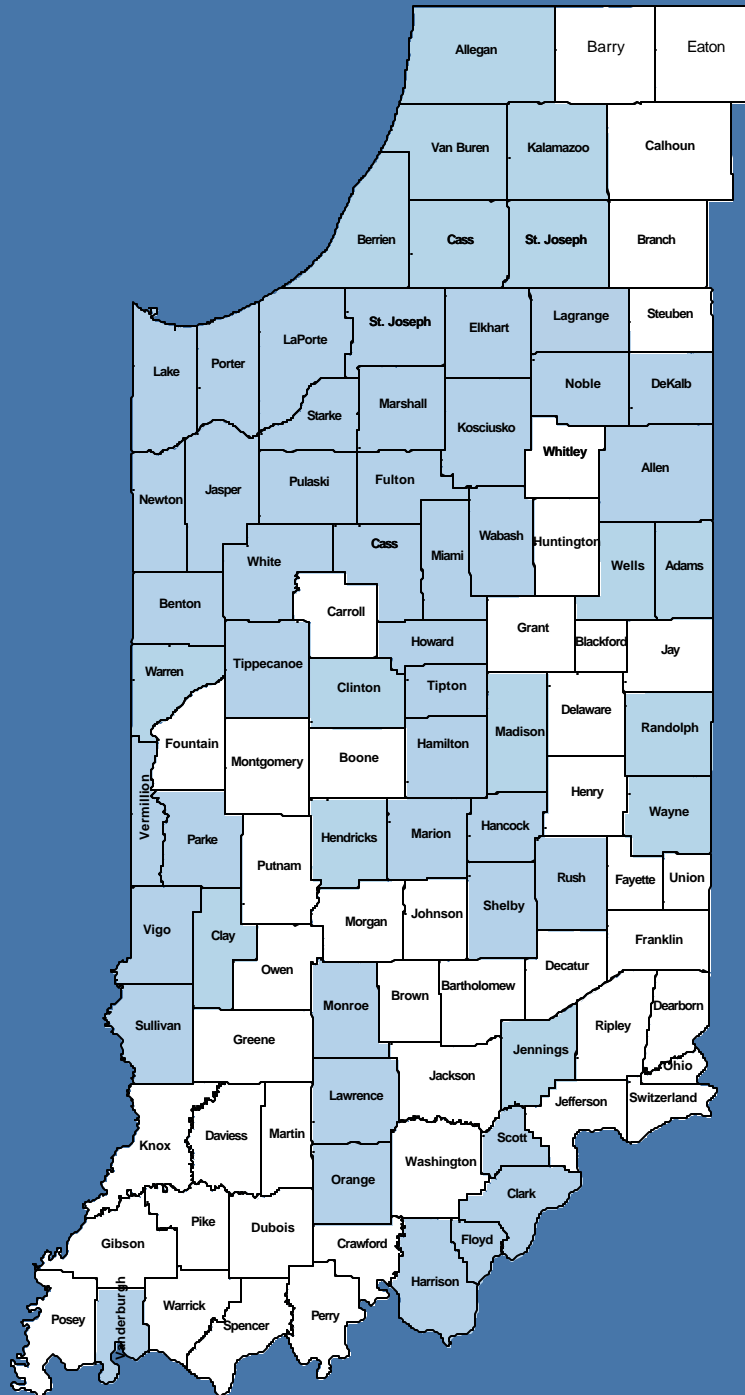 Allegan
Barry
Eaton
Van Buren
Kalamazoo
Calhoun
Berrien
Cass
St. Joseph
Branch
Lake
Porter
LaPorte
St. Joseph
Elkhart
Lagrange
Steuben
Starke
Marshall
Kosciusko
Noble
DeKalb
Whitley
Allen
Newton
Jasper
Pulaski
Fulton
White
Cass
Miami
Wabash
Huntington
Wells
Adams
Benton
Carroll
Howard
Grant
Blackford
Jay
Warren
Tippecanoe
Clinton
Tipton
Madison
Delaware
Randolph
Fountain
Montgomery
Boone
Hamilton
Henry
Wayne
Vermillion
Parke
Putnam
Hendricks
Marion
Hancock
Rush
Fayette
Union
Vigo
Clay
Owen
Morgan
Johnson
Shelby
Franklin
Decatur
Sullivan
Greene
Monroe
Brown
Bartholomew
Jennings
Ripley
Dearborn
Ohio
Jackson
Jefferson
Switzerland
Knox
Daviess
Martin
Lawrence
Washington
Scott
Orange
Clark
Gibson
Pike
Dubois
Crawford
Harrison
Floyd
Posey
Vanderburgh
Warrick
Spencer
Perry